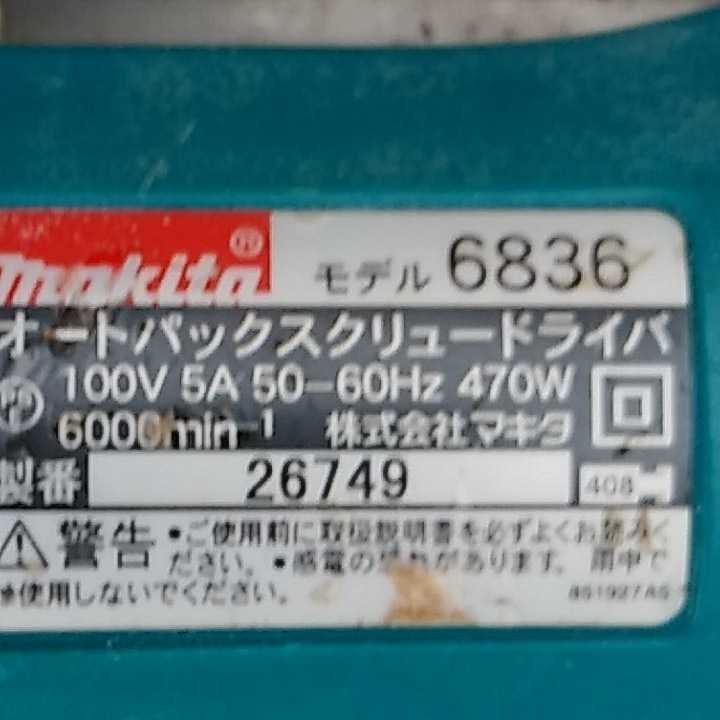 makita® モデル 6836
オートパックスクリュードライバ
100V 5A 50-60Hz 470W
6000min⁻¹ 株式会社マキタ
製番 26749 408
警告 •ご使用前に取扱説明書を必ずよくお読みく
ださい。•感電の恐れがあります。雨中で
使用しないでください。 851927A6